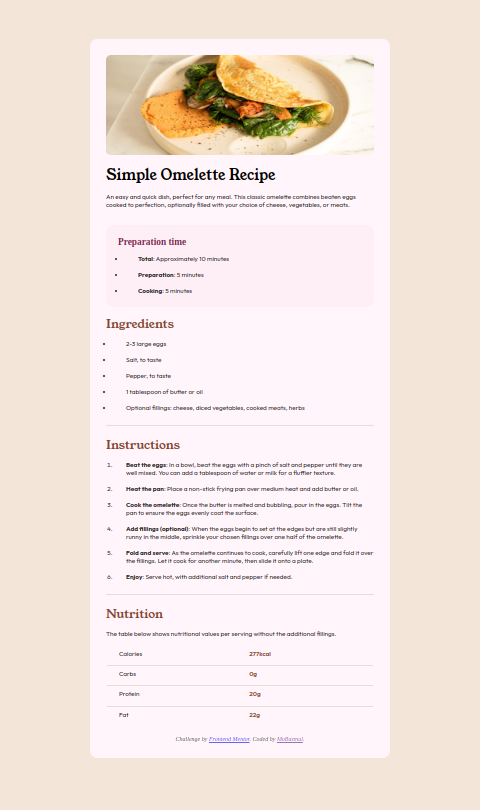 Simple Omelette Recipe
An easy and quick dish, perfect for any meal. This classic omelette combines beaten eggs
cooked to perfection, optionally filled with your choice of cheese, vegetables, or meats.
Preparation time
• Total: Approximately 10 minutes
• Preparation: 5 minutes
• Cooking: 5 minutes
Ingredients
• 2-3 large eggs
• Salt, to taste
• Pepper, to taste
• 1 tablespoon of butter or oil
• Optional fillings: cheese, diced vegetables, cooked meats, herbs
Instructions
1. Beat the eggs: In a bowl, beat the eggs with a pinch of salt and pepper until they are
well mixed. You can add a tablespoon of water or milk for a fluffier texture.
2. Heat the pan: Place a non-stick frying pan over medium heat and add butter or oil.
3. Cook the omelette: Once the butter is melted and bubbling, pour in the eggs. Tilt the
pan to ensure the eggs evenly coat the surface.
4. Add fillings (optional): When the eggs begin to set at the edges but are still slightly
runny in the middle, sprinkle your chosen fillings over one half of the omelette.
5. Fold and serve: As the omelette continues to cook, carefully lift one edge and fold it over
the fillings. Let it cook for another minute, then slide it onto a plate.
6. Enjoy: Serve hot, with additional salt and pepper if needed.
Nutrition
The table below shows nutritional values per serving without the additional fillings.
Calories 277kcal
Carbs 0g
Protein 20g
Fat 22g
Challenge by Frontend Mentor. Coded by